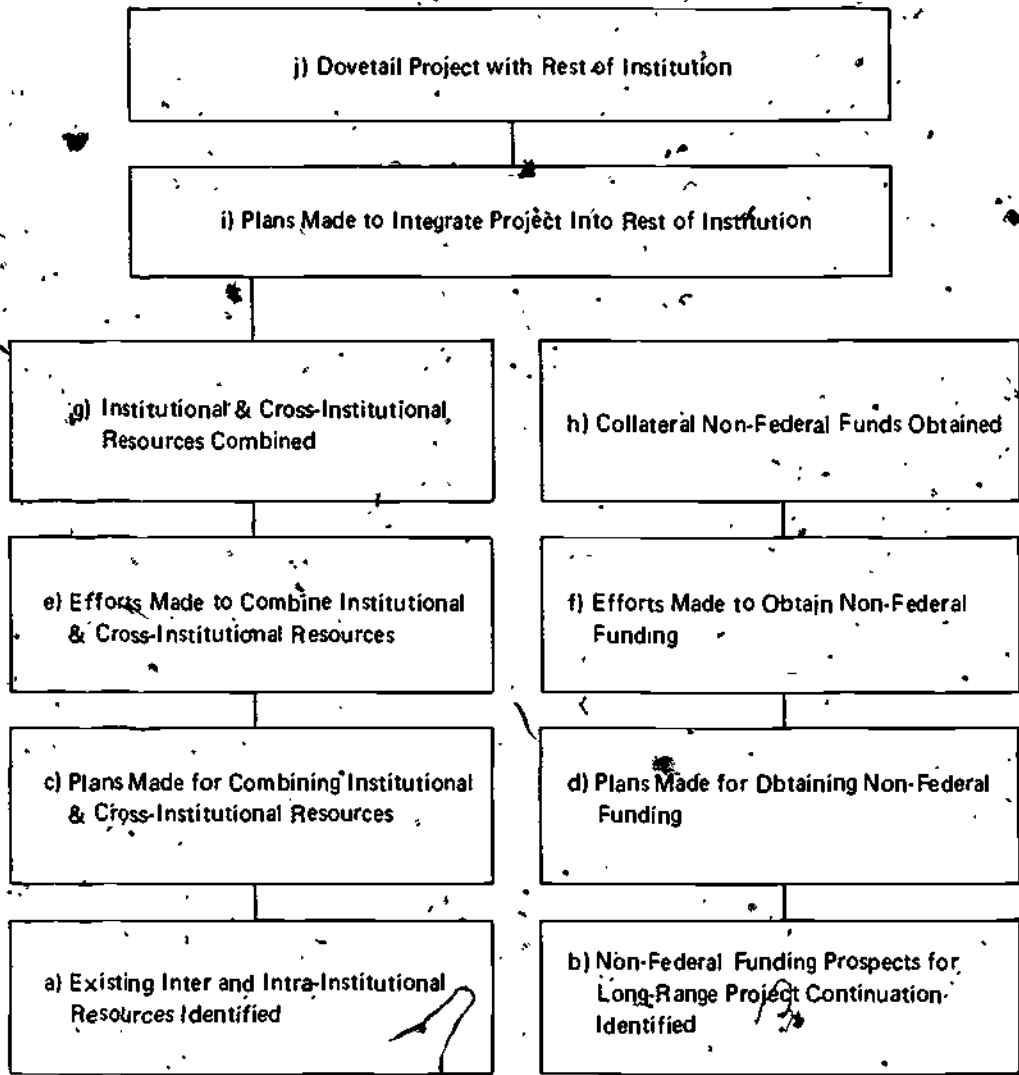 j) Dovetail Project with Rest of Institution
i) Plans Made to Integrate Project Into Rest of Institution
g) Institutional & Cross-Institutional
Resources Combined
h) Collateral Non-Federal Funds Obtained
e) Efforts Made to Combine Institutional
& Cross-Institutional Resources
f) Efforts Made to Obtain Non-Federal
Funding
c) Plans Made for Combining Institutional
& Cross-Institutional Resources
d) Plans Made for Obtaining Non-Federal
Funding
a) Existing Inter and Intra-Institutional
Resources Identified
b) Non-Federal Funding Prospects for
Long-Range Project Continuation
Identified